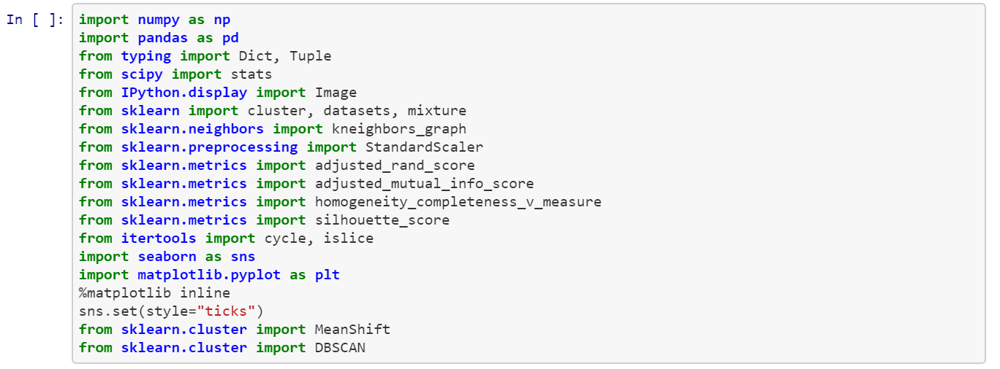 In [ ]: import numpy as np
import pandas as pd
from typing import Dict, Tuple
from scipy import stats
from IPython.display import Image
from sklearn import cluster, datasets, mixture
from sklearn.neighbors import kneighbors_graph
from sklearn.preprocessing import StandardScaler
from sklearn.metrics import adjusted_rand_score
from sklearn.metrics import adjusted_mutual_info_score
from sklearn.metrics import homogeneity_completeness_v_measure
from sklearn.metrics import silhouette_score
from itertools import cycle, islice
import seaborn as sns
import matplotlib.pyplot as plt
%matplotlib inline
sns.set(style="ticks")
from sklearn.cluster import MeanShift
from sklearn.cluster import DBSCAN